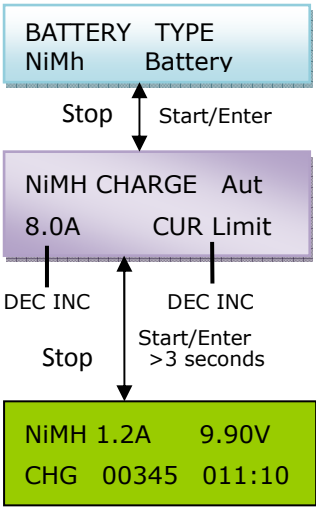 BATTERY TYPE
NiMh Battery
Stop Start/Enter
NiMH CHARGE Aut
8.0A CUR Limit
DEC INC DEC INC
Start/Enter
Stop >3 seconds
NiMH 1.2A 9.90V
CHG 00345 011:10